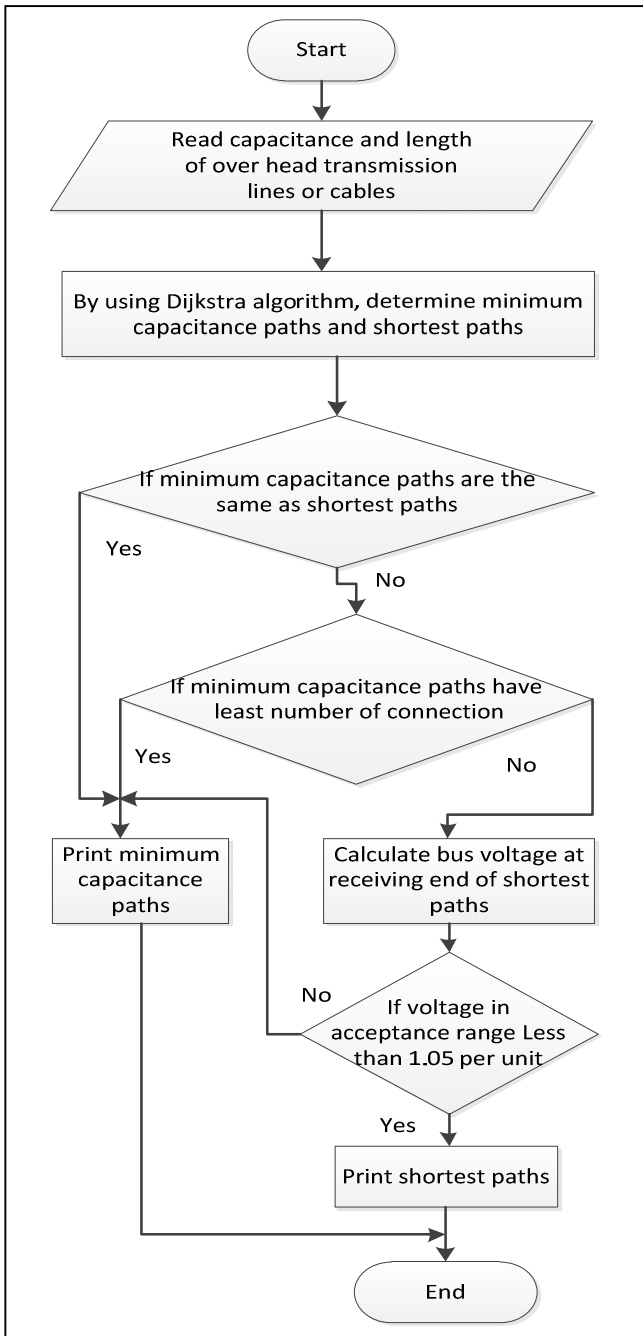 Start
Read capacitance and length
of over head transmission
lines or cables
By using Dijkstra algorithm, determine minimum
capacitance paths and shortest paths
If minimum capacitance paths are the
same as shortest paths
Yes
No
If minimum capacitance paths have
least number of connection
Yes
No
Print minimum
capacitance
paths
Calculate bus voltage at
receiving end of shortest
paths
No
If voltage in
acceptance range Less
than 1.05 per unit
Yes
Print shortest paths
End